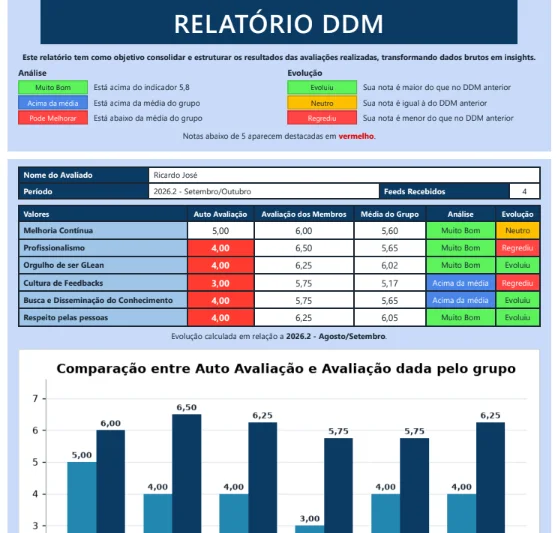 RELATÓRIO DDM
Este relatório tem como objetivo consolidar e estruturar os resultados das avaliações realizadas, transformando dados brutos em insights.
Análise
Muito Bom Está acima do indicador 5,8
Acima da média Está acima da média do grupo
Pode Melhorar Está abaixo da média do grupo
Evolução
Evoluiu Sua nota é maior do que no DDM anterior
Neutro Sua nota é igual à do DDM anterior
Regrediu Sua nota é menor do que no DDM anterior
Notas abaixo de 5 aparecem destacadas em vermelho.
Nome do Avaliado Ricardo José
Período 2026.2 - Setembro/Outubro Feeds Recebidos 4
Valores Auto Avaliação Avaliação dos Membros Média do Grupo Análise Evolução
Melhoria Contínua 5,00 6,00 5,60 Muito Bom Neutro
Profissionalismo 4,00 6,50 5,65 Muito Bom Regrediu
Orgulho de ser GLean 4,00 6,25 6,02 Muito Bom Evoluiu
Cultura de Feedbacks 3,00 5,75 5,17 Acima da média Regrediu
Busca e Disseminação do Conhecimento 4,00 5,75 5,65 Acima da média Evoluiu
Respeito pelas pessoas 4,00 6,25 6,05 Muito Bom Evoluiu
Evolução calculada em relação a 2026.2 - Agosto/Setembro.
Comparação entre Auto Avaliação e Avaliação dada pelo grupo
7
6
5
4
3
5,00 6,00
4,00 6,50
4,00 6,25
3,00 5,75
4,00 5,75
4,00 6,25